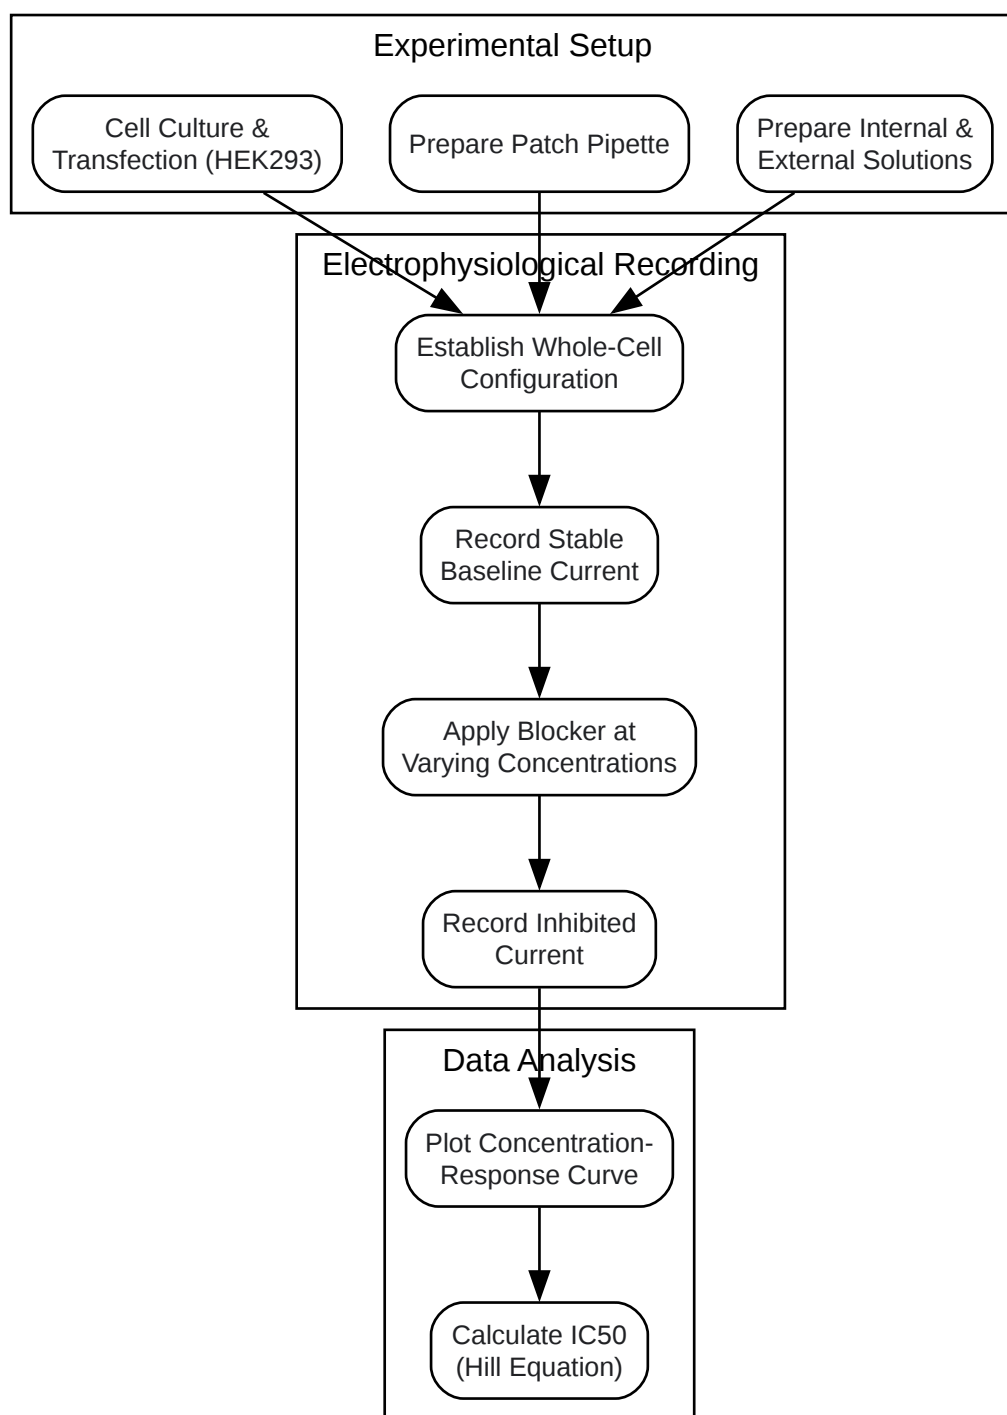 Experimental Setup
Cell Culture &
Transfection (HEK293)
Prepare Patch Pipette
Prepare Internal &
External Solutions
Electrophysiological Recording
Establish Whole-Cell
Configuration
Record Stable
Baseline Current
Apply Blocker at
Varying Concentrations
Record Inhibited
Current
Data Analysis
Plot Concentration-
Response Curve
Calculate IC50
(Hill Equation)